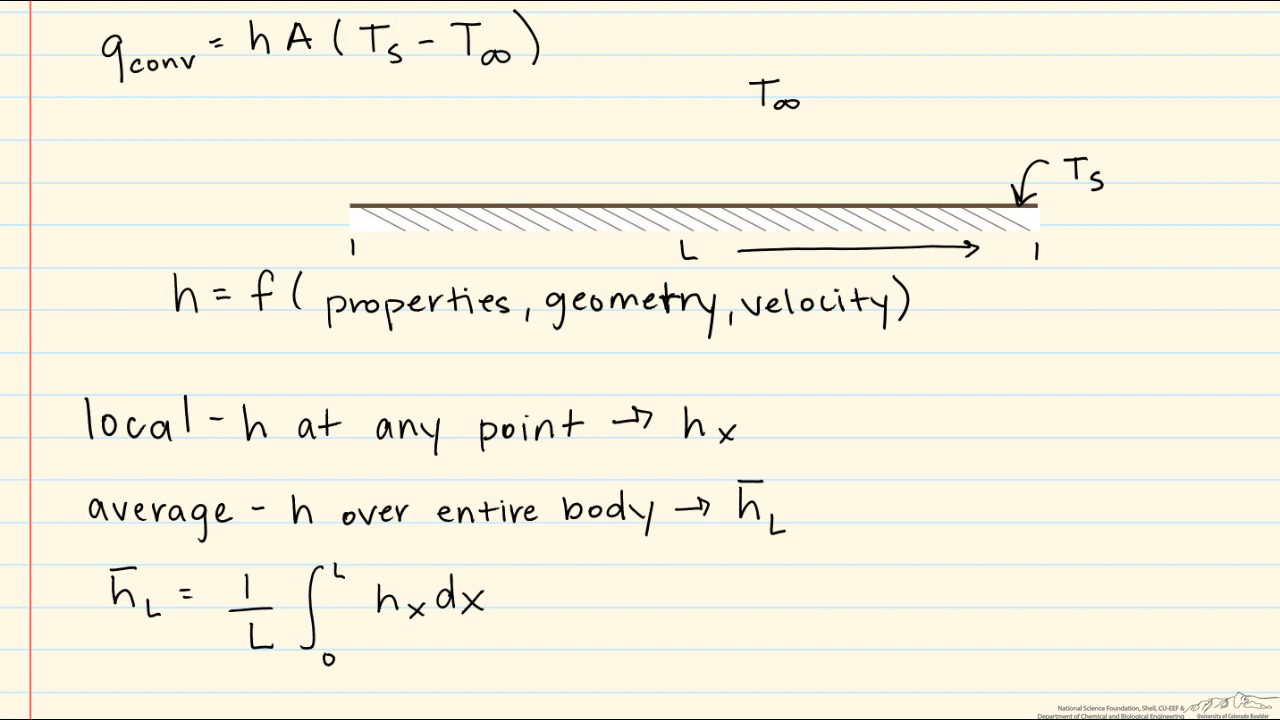 q_conv = h A ( T_s - T_∞ )
T_∞
T_s
L
h = f ( properties, geometry, velocity )
local - h at any point → h_x
average - h over entire body → h̄_L
h̄_L = 1/L ∫_0^L h_x dx
National Science Foundation, Shell, CU-EEF &
Department of Chemical and Biological Engineering
University of Colorado Boulder